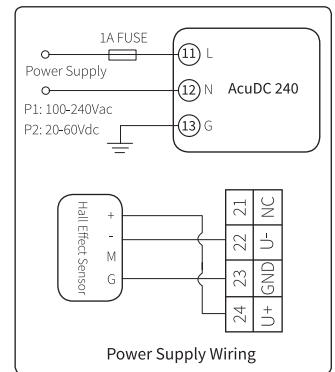 1A FUSE
11 L
Power Supply
12 N AcuDC 240
P1: 100-240Vac
P2: 20-60Vdc
13 G
Hall Effect Sensor
+
-
M
G
21 NC
22 U-
23 GND
24 U+
Power Supply Wiring